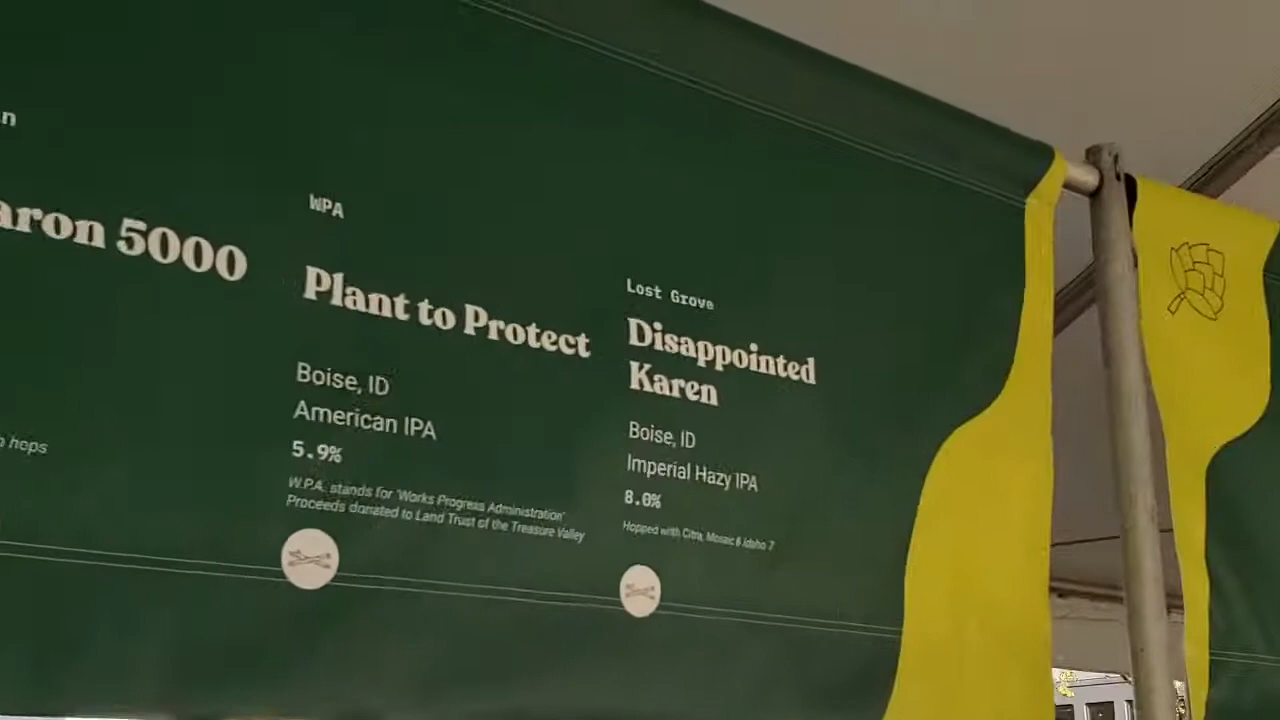 5000
hops
WPA
Plant to Protect
Boise, ID
American IPA
5.9%
W.P.A. stands for 'Works Progress Administration'
Proceeds donated to Land Trust of the Treasure Valley
Lost Grove
Disappointed
Karen
Boise, ID
Imperial Hazy IPA
8.0%
Hopped with Citra, Mosaic & Idaho 7